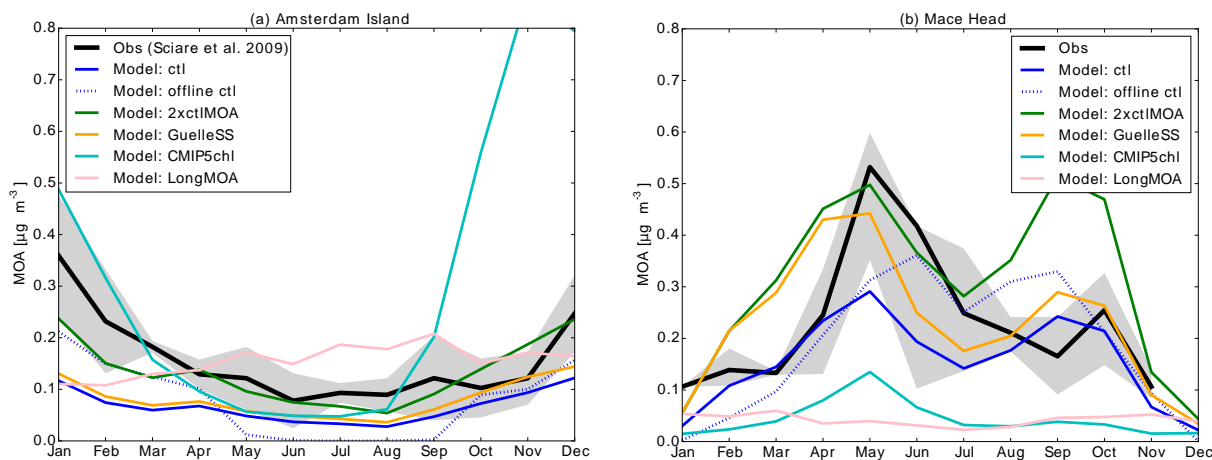 (a) Amsterdam Island
0.8
0.7
0.6
0.5
0.4
0.3
0.2
0.1
0.0
MOA [µg m⁻³]
Obs (Sciare et al. 2009)
Model: ctl
Model: offline ctl
Model: 2xctlMOA
Model: GuelleSS
Model: CMIP5chl
Model: LongMOA
Jan Feb Mar Apr May Jun Jul Aug Sep Oct Nov Dec
(b) Mace Head
0.8
0.7
0.6
0.5
0.4
0.3
0.2
0.1
0.0
MOA [µg m⁻³]
Obs
Model: ctl
Model: offline ctl
Model: 2xctlMOA
Model: GuelleSS
Model: CMIP5chl
Model: LongMOA
Jan Feb Mar Apr May Jun Jul Aug Sep Oct Nov Dec